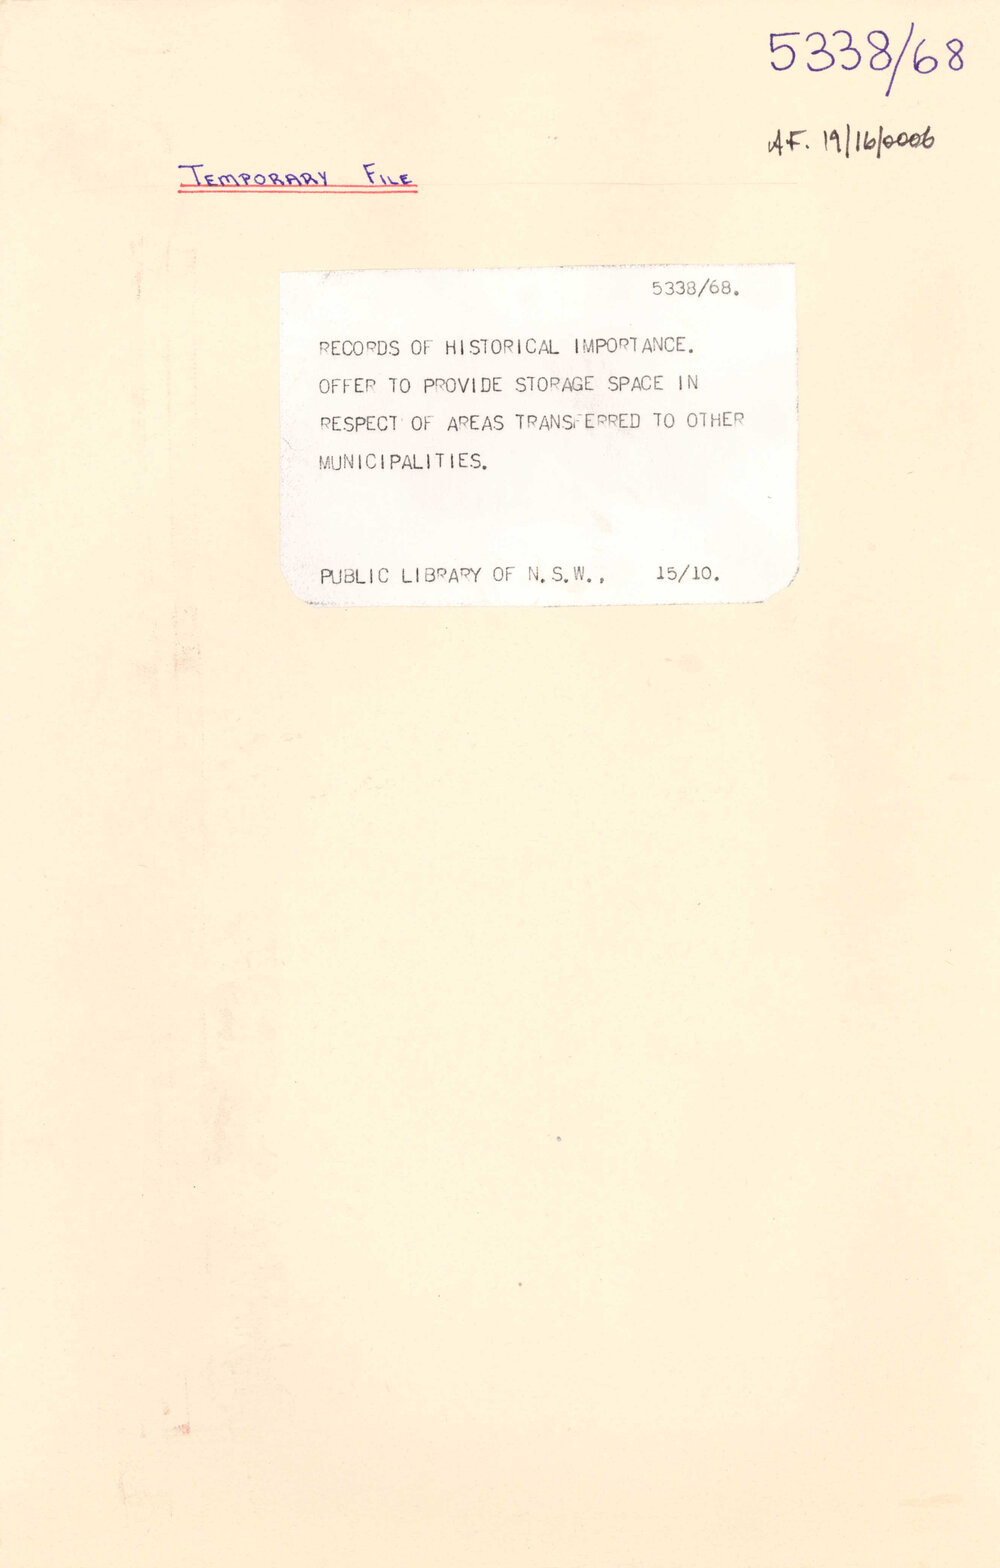 5338/68
A.F. 19/16/0006
TEMPORARY FILE
5338/68.
RECORDS OF HISTORICAL IMPORTANCE.
OFFER TO PROVIDE STORAGE SPACE IN
RESPECT OF AREAS TRANSFERRED TO OTHER
MUNICIPALITIES.
PUBLIC LIBRARY OF N.S.W., 15/10.